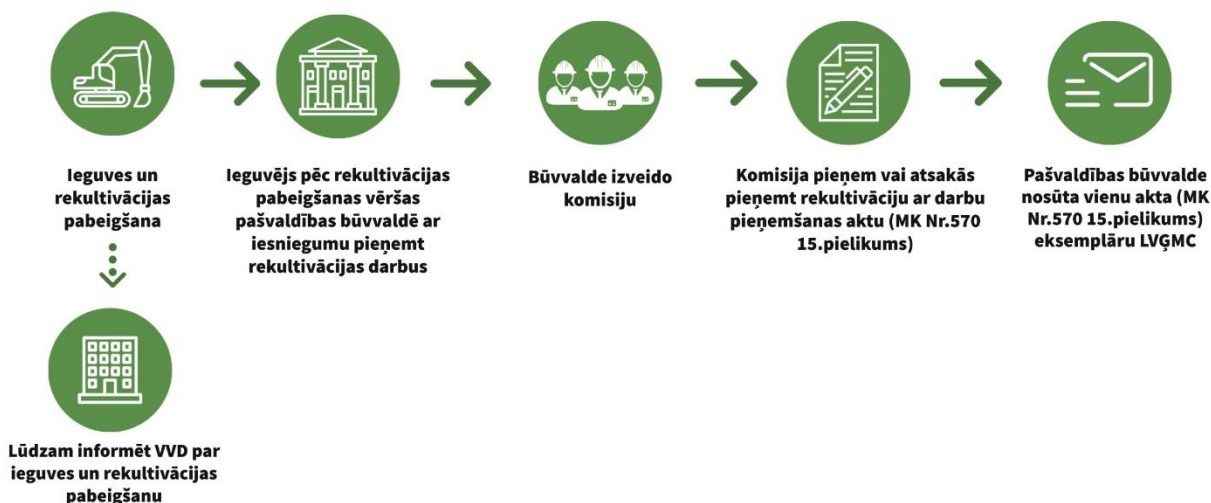 Ieguves un
rekultivācijas
pabeigšana
Ieguvējs pēc rekultivācijas
pabeigšanas vēršas
pašvaldības būvvaldē ar
iesniegumu pieņemt
rekultivācijas darbus
Būvvalde izveido
komisiju
Komisija pieņem vai atsakās
pieņemt rekultivāciju ar darbu
pieņemšanas aktu (MK Nr.570
15.pielikums)
Pašvaldības būvvalde
nosūta vienu akta (MK
Nr.570 15.pielikums)
eksemplāru LVĢMC
Lūdzam informēt VVD par
ieguves un rekultivācijas
pabeigšanu